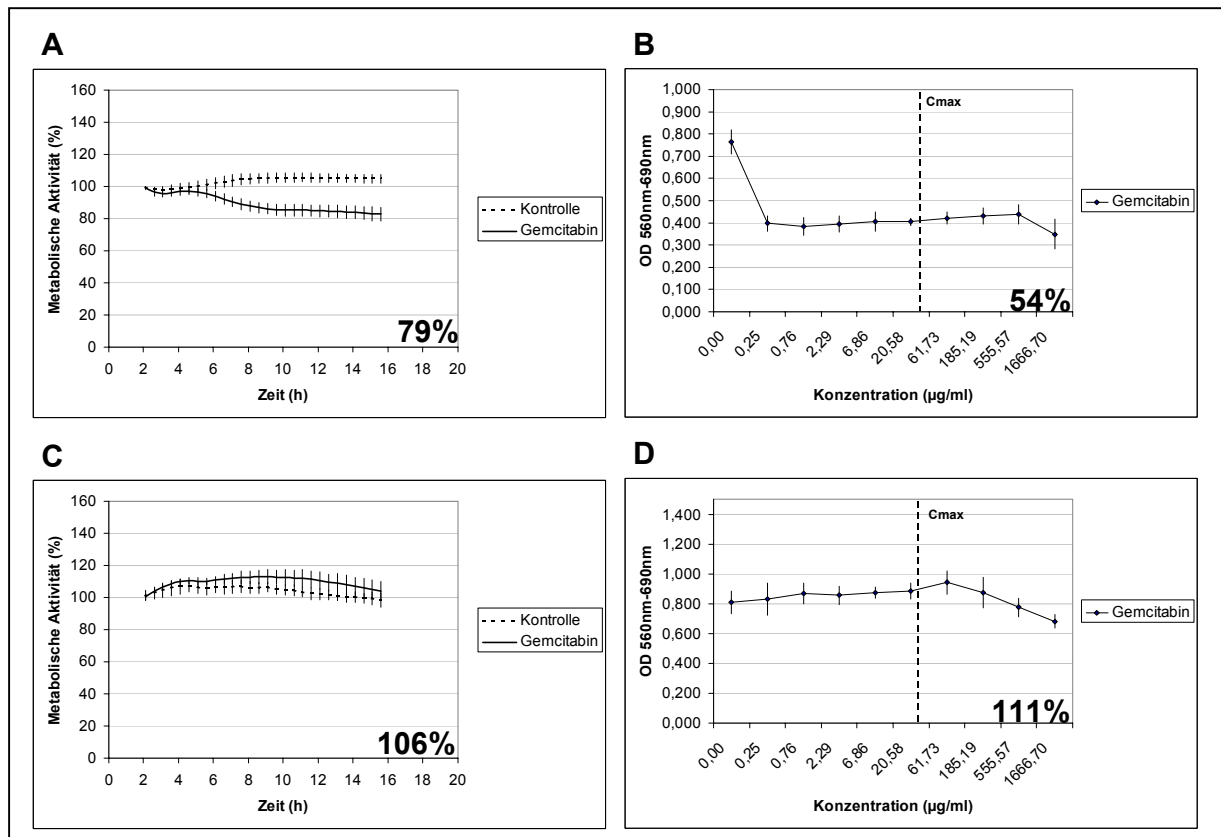 A
160
140
120
100
80
60
40
20
0
Metabolische Aktivität (%)
0 2 4 6 8 10 12 14 16 18 20
Zeit (h)
Kontrolle
Gemcitabin
79%
B
1,000
0,900
0,800
0,700
0,600
0,500
0,400
0,300
0,200
0,100
0,000
OD 560nm-690nm
Cmax
0,00 0,25 0,76 2,29 6,86 20,58 61,73 185,19 555,57 1666,70
Konzentration (µg/ml)
Gemcitabin
54%
C
160
140
120
100
80
60
40
20
0
Metabolische Aktivität (%)
0 2 4 6 8 10 12 14 16 18 20
Zeit (h)
Kontrolle
Gemcitabin
106%
D
1,400
1,200
1,000
0,800
0,600
0,400
0,200
0,000
OD 560nm-690nm
Cmax
0,00 0,25 0,76 2,29 6,86 20,58 61,73 185,19 555,57 1666,70
Konzentration (µg/ml)
Gemcitabin
111%